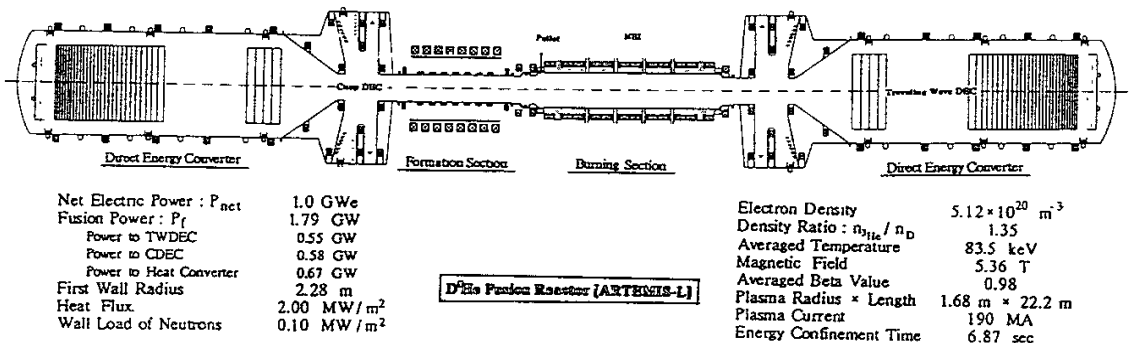 Pellet NBI
Cusp DEC
Traveling Wave DEC
Direct Energy Converter
Formation Section
Burning Section
Direct Energy Converter
Net Electric Power : Pnet 1.0 GWe
Fusion Power : Pf 1.79 GW
Power to TWDEC 0.55 GW
Power to CDEC 0.58 GW
Power to Heat Converter 0.67 GW
First Wall Radius 2.28 m
Heat Flux 2.00 MW/m²
Wall Load of Neutrons 0.10 MW/m²
D³He Fusion Reactor (ARTEMIS-L)
Electron Density 5.12×10²⁰ m⁻³
Density Ratio : n₃He / nD 1.35
Averaged Temperature 83.5 keV
Magnetic Field 5.36 T
Averaged Beta Value 0.98
Plasma Radius × Length 1.68 m × 22.2 m
Plasma Current 190 MA
Energy Confinement Time 6.87 sec